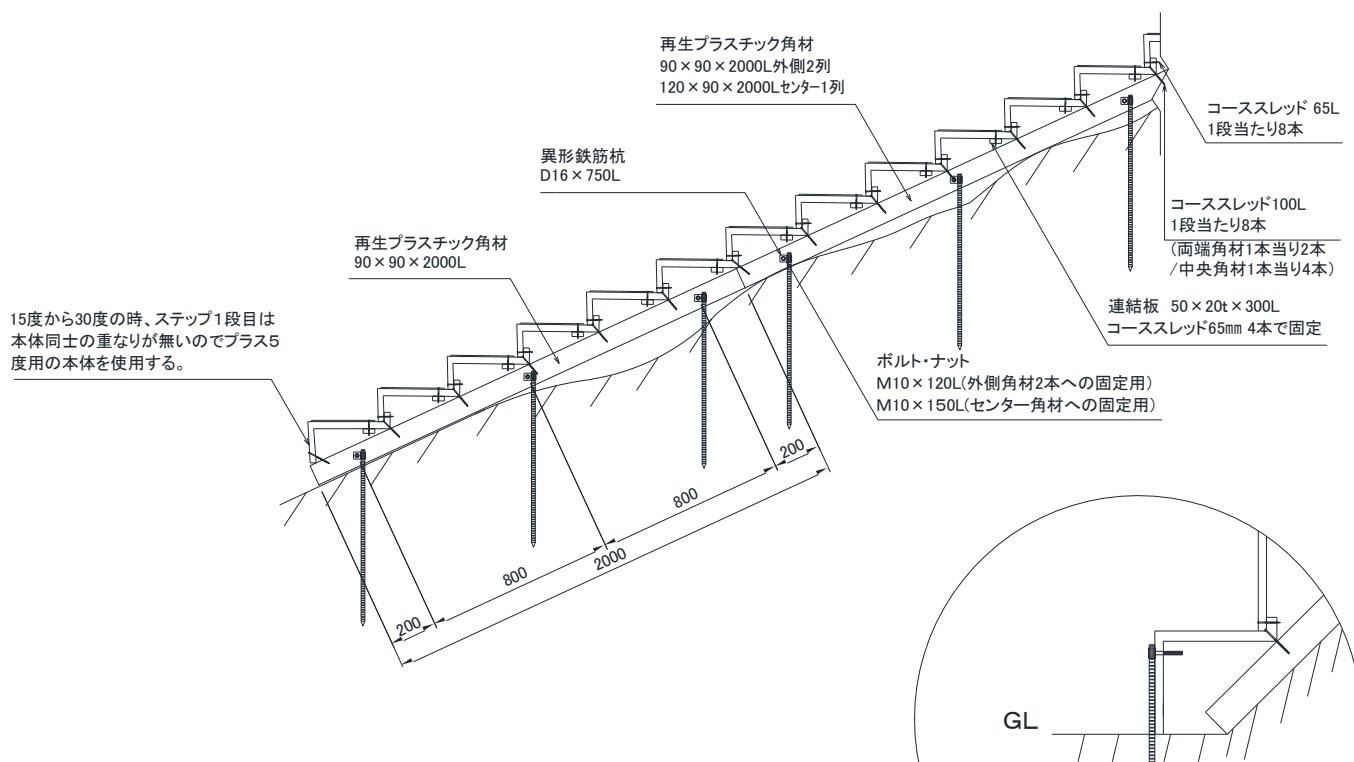 再生プラスチック角材
90×90×2000L外側2列
120×90×2000Lセンター1列
コーススレッド 65L
1段当たり8本
異形鉄筋杭
D16×750L
コーススレッド100L
1段当たり8本
(両端角材1本当り2本
/中央角材1本当り4本)
再生プラスチック角材
90×90×2000L
連結板 50×20t×300L
コーススレッド65mm 4本で固定
15度から30度の時、ステップ1段目は
本体同士の重なりが無いのでプラス5
度用の本体を使用する。
ボルト・ナット
M10×120L(外側角材2本への固定用)
M10×150L(センター角材への固定用)
200
800
800
2000
200
GL